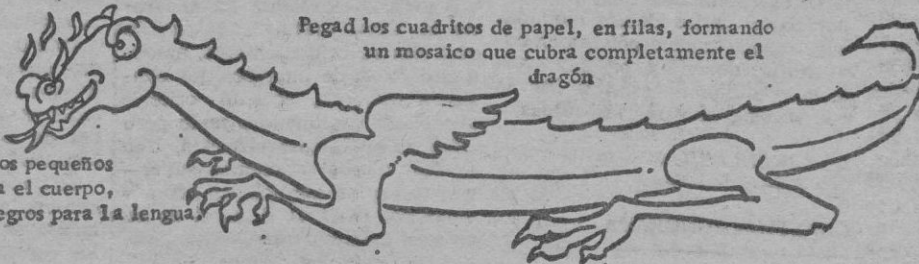 Pegad los cuadritos de papel, en filas, formando
un mosaico que cubra completamente el
dragón
os pequeños
el cuerpo,
egros para la lengua,